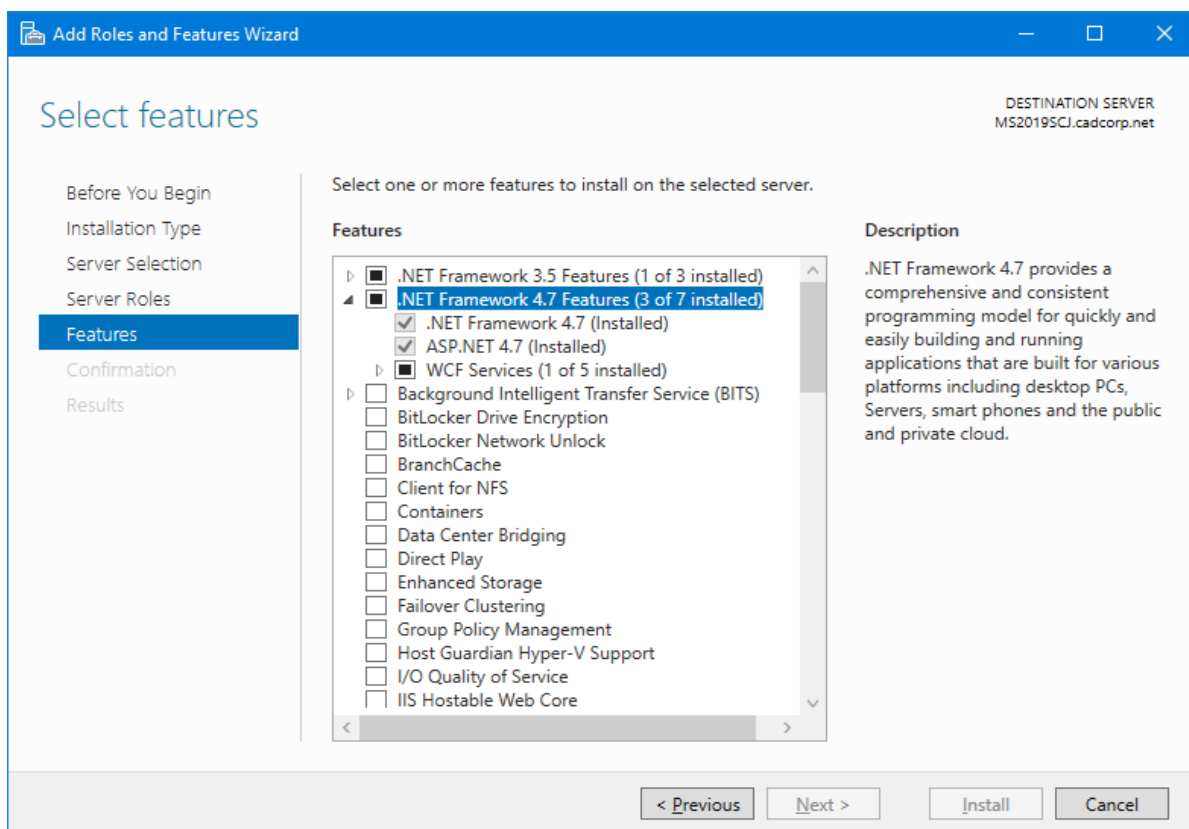 Add Roles and Features Wizard
Select features
DESTINATION SERVER
MS2019SCJ.cadcorp.net
Before You Begin
Installation Type
Server Selection
Server Roles
Features
Confirmation
Results
Select one or more features to install on the selected server.
Features
.NET Framework 3.5 Features (1 of 3 installed)
.NET Framework 4.7 Features (3 of 7 installed)
.NET Framework 4.7 (Installed)
ASP.NET 4.7 (Installed)
WCF Services (1 of 5 installed)
Background Intelligent Transfer Service (BITS)
BitLocker Drive Encryption
BitLocker Network Unlock
BranchCache
Client for NFS
Containers
Data Center Bridging
Direct Play
Enhanced Storage
Failover Clustering
Group Policy Management
Host Guardian Hyper-V Support
I/O Quality of Service
IIS Hostable Web Core
Description
.NET Framework 4.7 provides a
comprehensive and consistent
programming model for quickly and
easily building and running
applications that are built for various
platforms including desktop PCs,
Servers, smart phones and the public
and private cloud.
< Previous
Next >
Install
Cancel